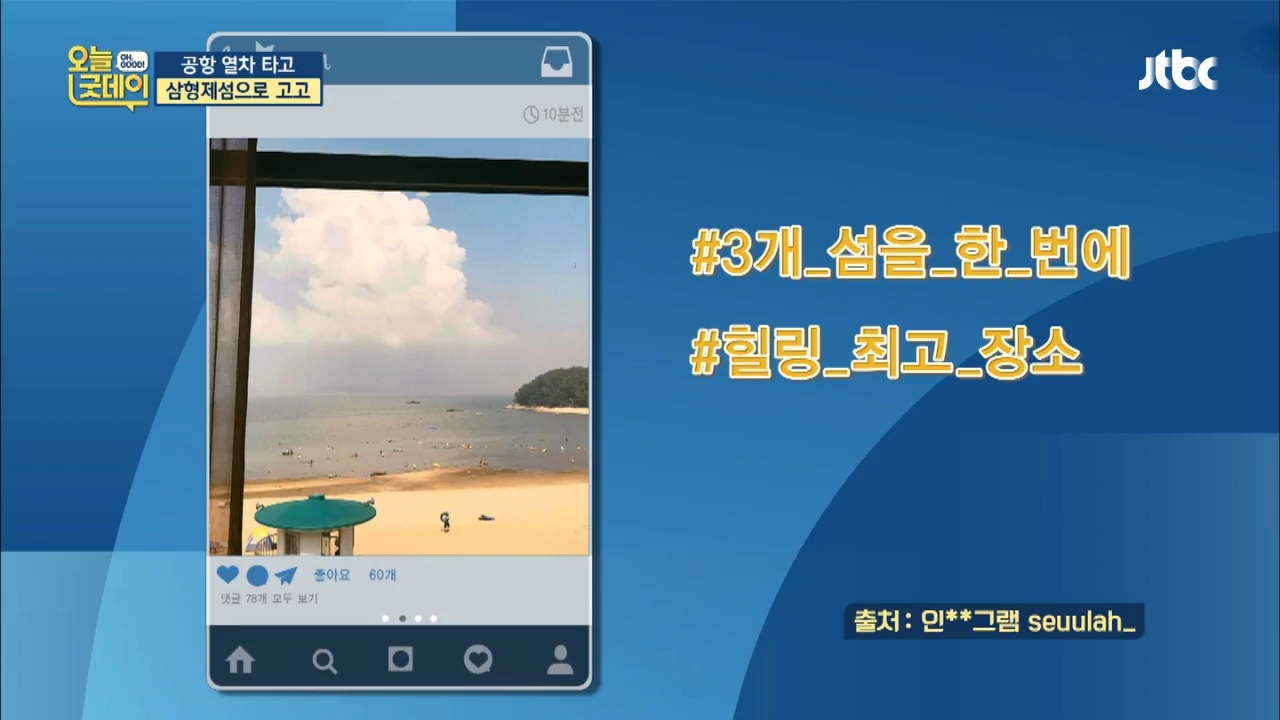 오늘
OH, GOOD!
굿데이
공항 열차 타고
삼형제섬으로 고고
jtbc
10분전
#3개_섬을_한_번에
#힐링_최고_장소
좋아요 60개
댓글 78개 모두 보기
출처 : 인**그램 seuulah_